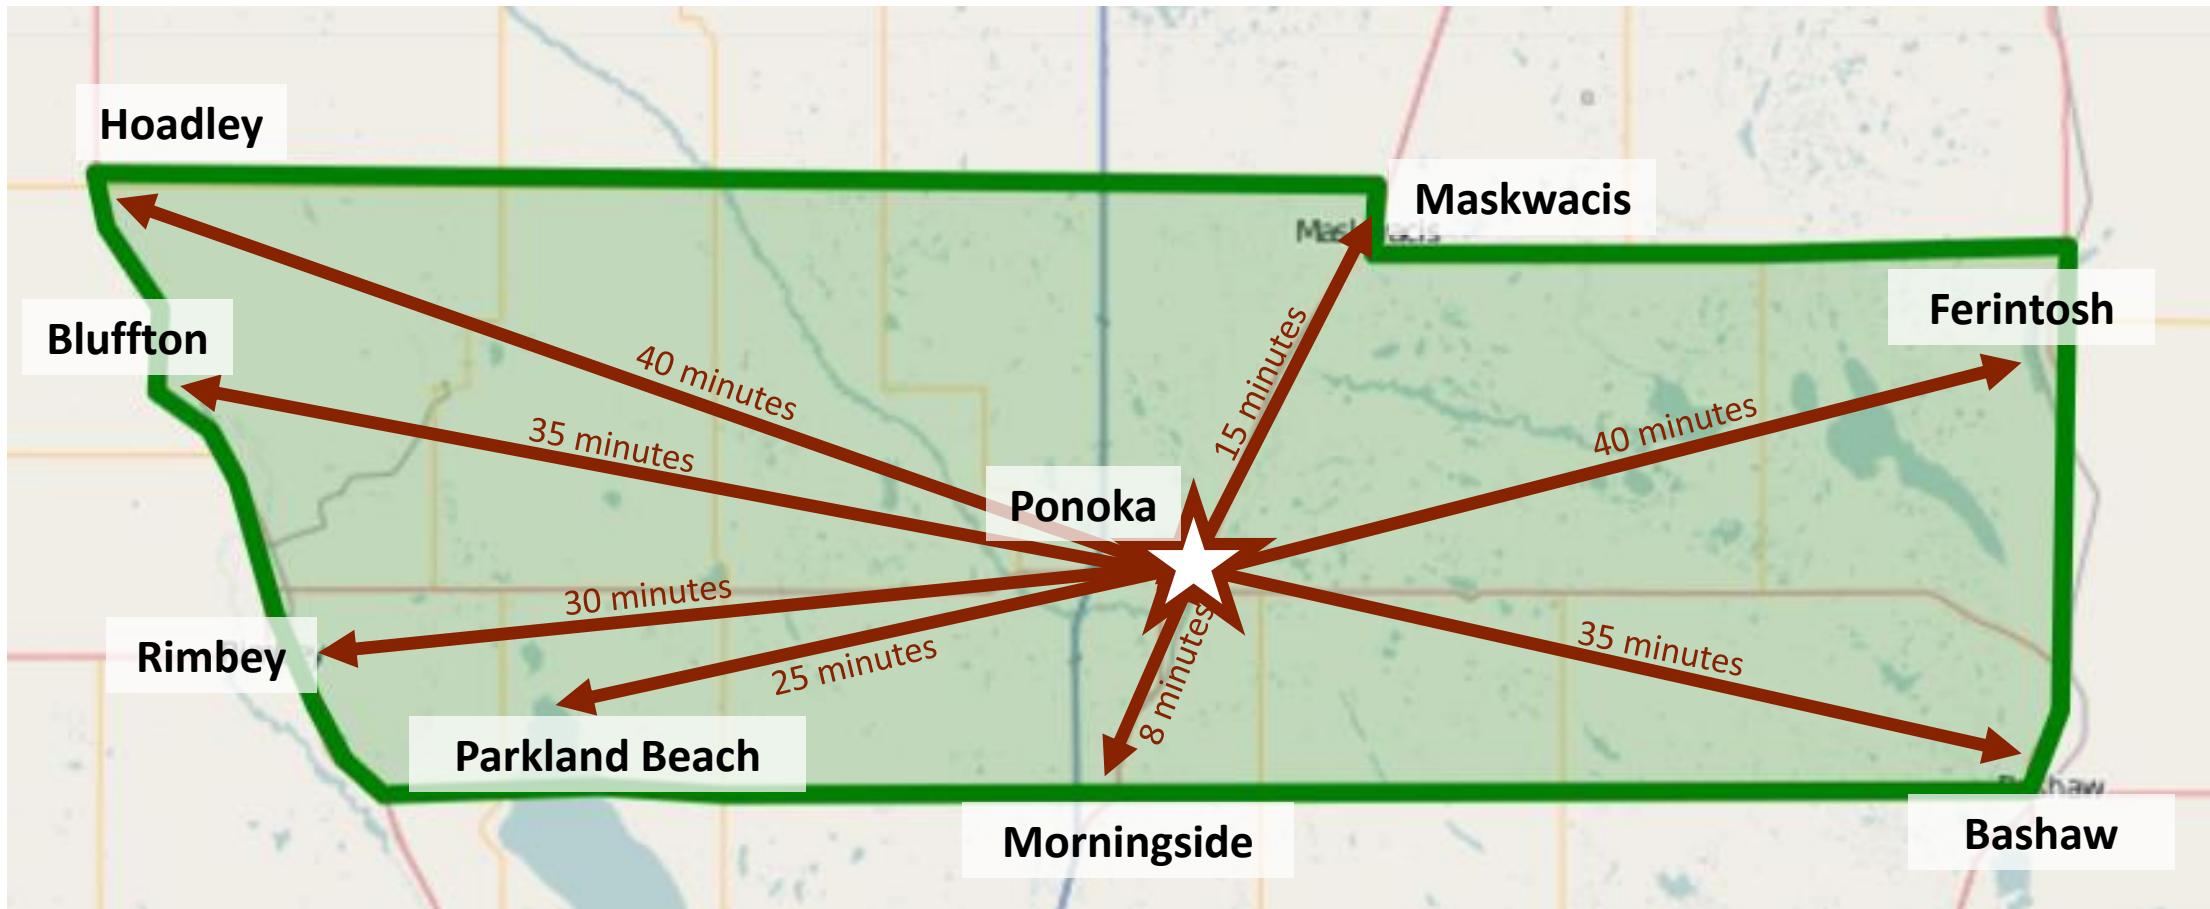 Hoadley
Maskwacis
Ferintosh
Bluffton
40 minutes
15 minutes
40 minutes
35 minutes
Ponoka
30 minutes
35 minutes
Rimbey
25 minutes
8 minutes
Parkland Beach
Morningside
Bashaw